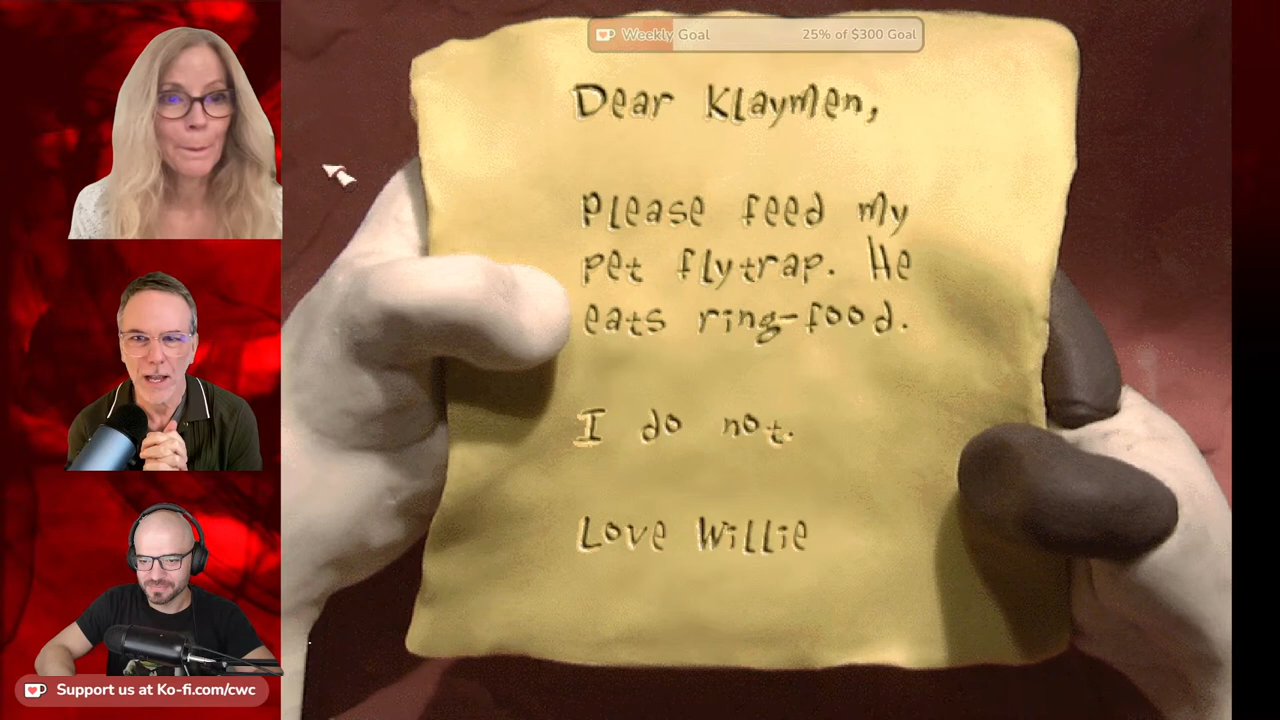 Weekly Goal 25% of $300 Goal
Dear Klaymen,
Please feed my
pet flytrap. He
eats ring-food.
I do not.
Love Willie
Support us at Ko-fi.com/cwc